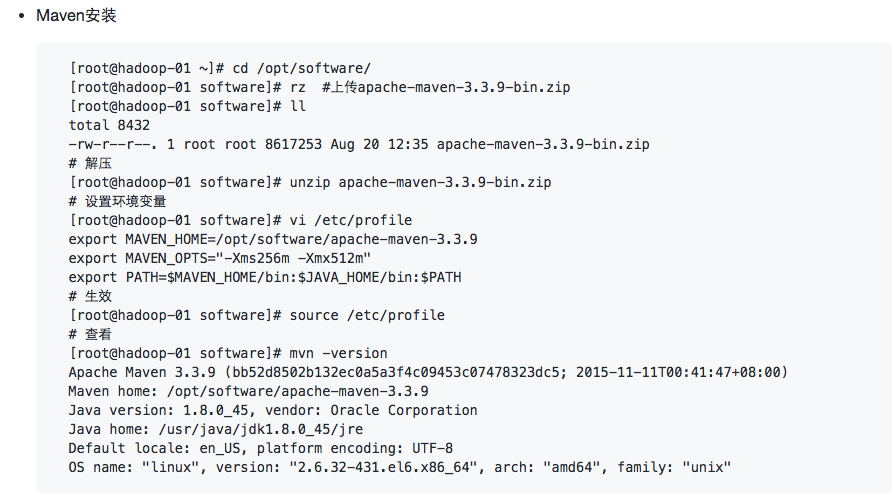 Maven安装
[root@hadoop-01 ~]# cd /opt/software/
[root@hadoop-01 software]# rz  #上传apache-maven-3.3.9-bin.zip
[root@hadoop-01 software]# ll
total 8432
-rw-r--r--. 1 root root 8617253 Aug 20 12:35 apache-maven-3.3.9-bin.zip
# 解压
[root@hadoop-01 software]# unzip apache-maven-3.3.9-bin.zip
# 设置环境变量
[root@hadoop-01 software]# vi /etc/profile
export MAVEN_HOME=/opt/software/apache-maven-3.3.9
export MAVEN_OPTS="-Xms256m -Xmx512m"
export PATH=$MAVEN_HOME/bin:$JAVA_HOME/bin:$PATH
# 生效
[root@hadoop-01 software]# source /etc/profile
# 查看
[root@hadoop-01 software]# mvn -version
Apache Maven 3.3.9 (bb52d8502b132ec0a5a3f4c09453c07478323dc5; 2015-11-11T00:41:47+08:00)
Maven home: /opt/software/apache-maven-3.3.9
Java version: 1.8.0_45, vendor: Oracle Corporation
Java home: /usr/java/jdk1.8.0_45/jre
Default locale: en_US, platform encoding: UTF-8
OS name: "linux", version: "2.6.32-431.el6.x86_64", arch: "amd64", family: "unix"